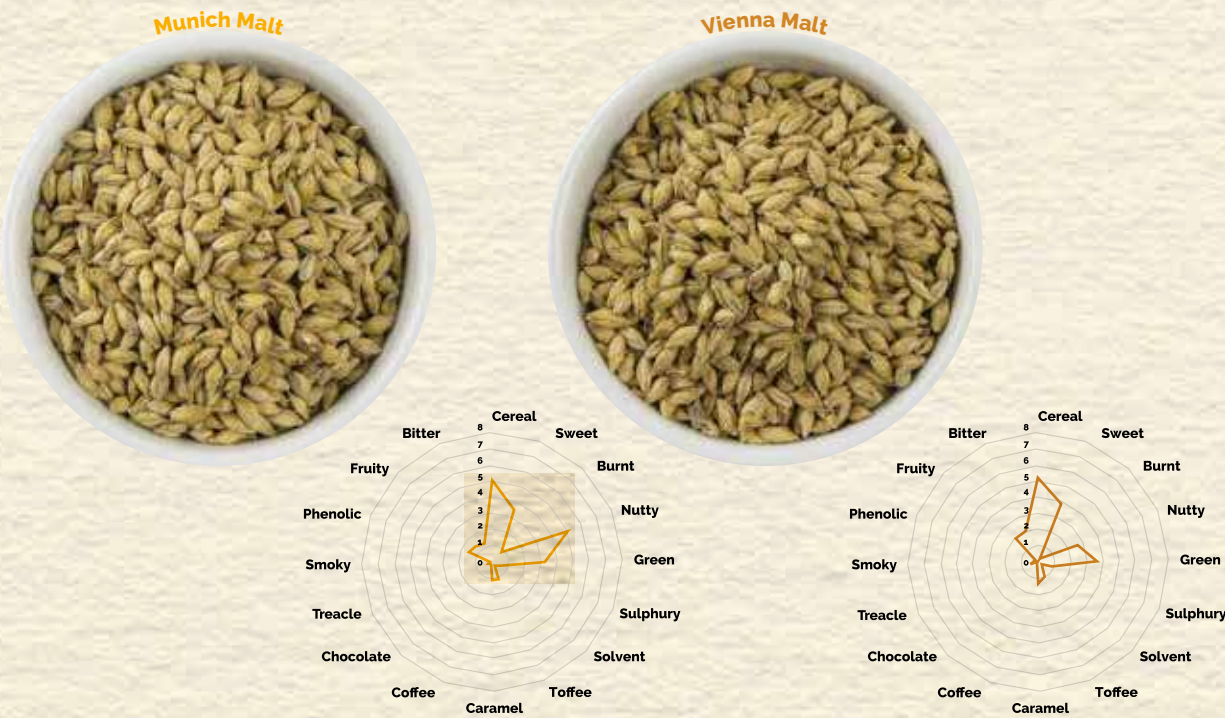 Munich Malt
Vienna Malt
Cereal
Sweet
Burnt
Nutty
Green
Sulphury
Solvent
Toffee
Caramel
Coffee
Chocolate
Treacle
Smoky
Phenolic
Fruity
Bitter
8
7
6
5
4
3
2
1
0
Cereal
Sweet
Burnt
Nutty
Green
Sulphury
Solvent
Toffee
Caramel
Coffee
Chocolate
Treacle
Smoky
Phenolic
Fruity
Bitter
8
7
6
5
4
3
2
1
0